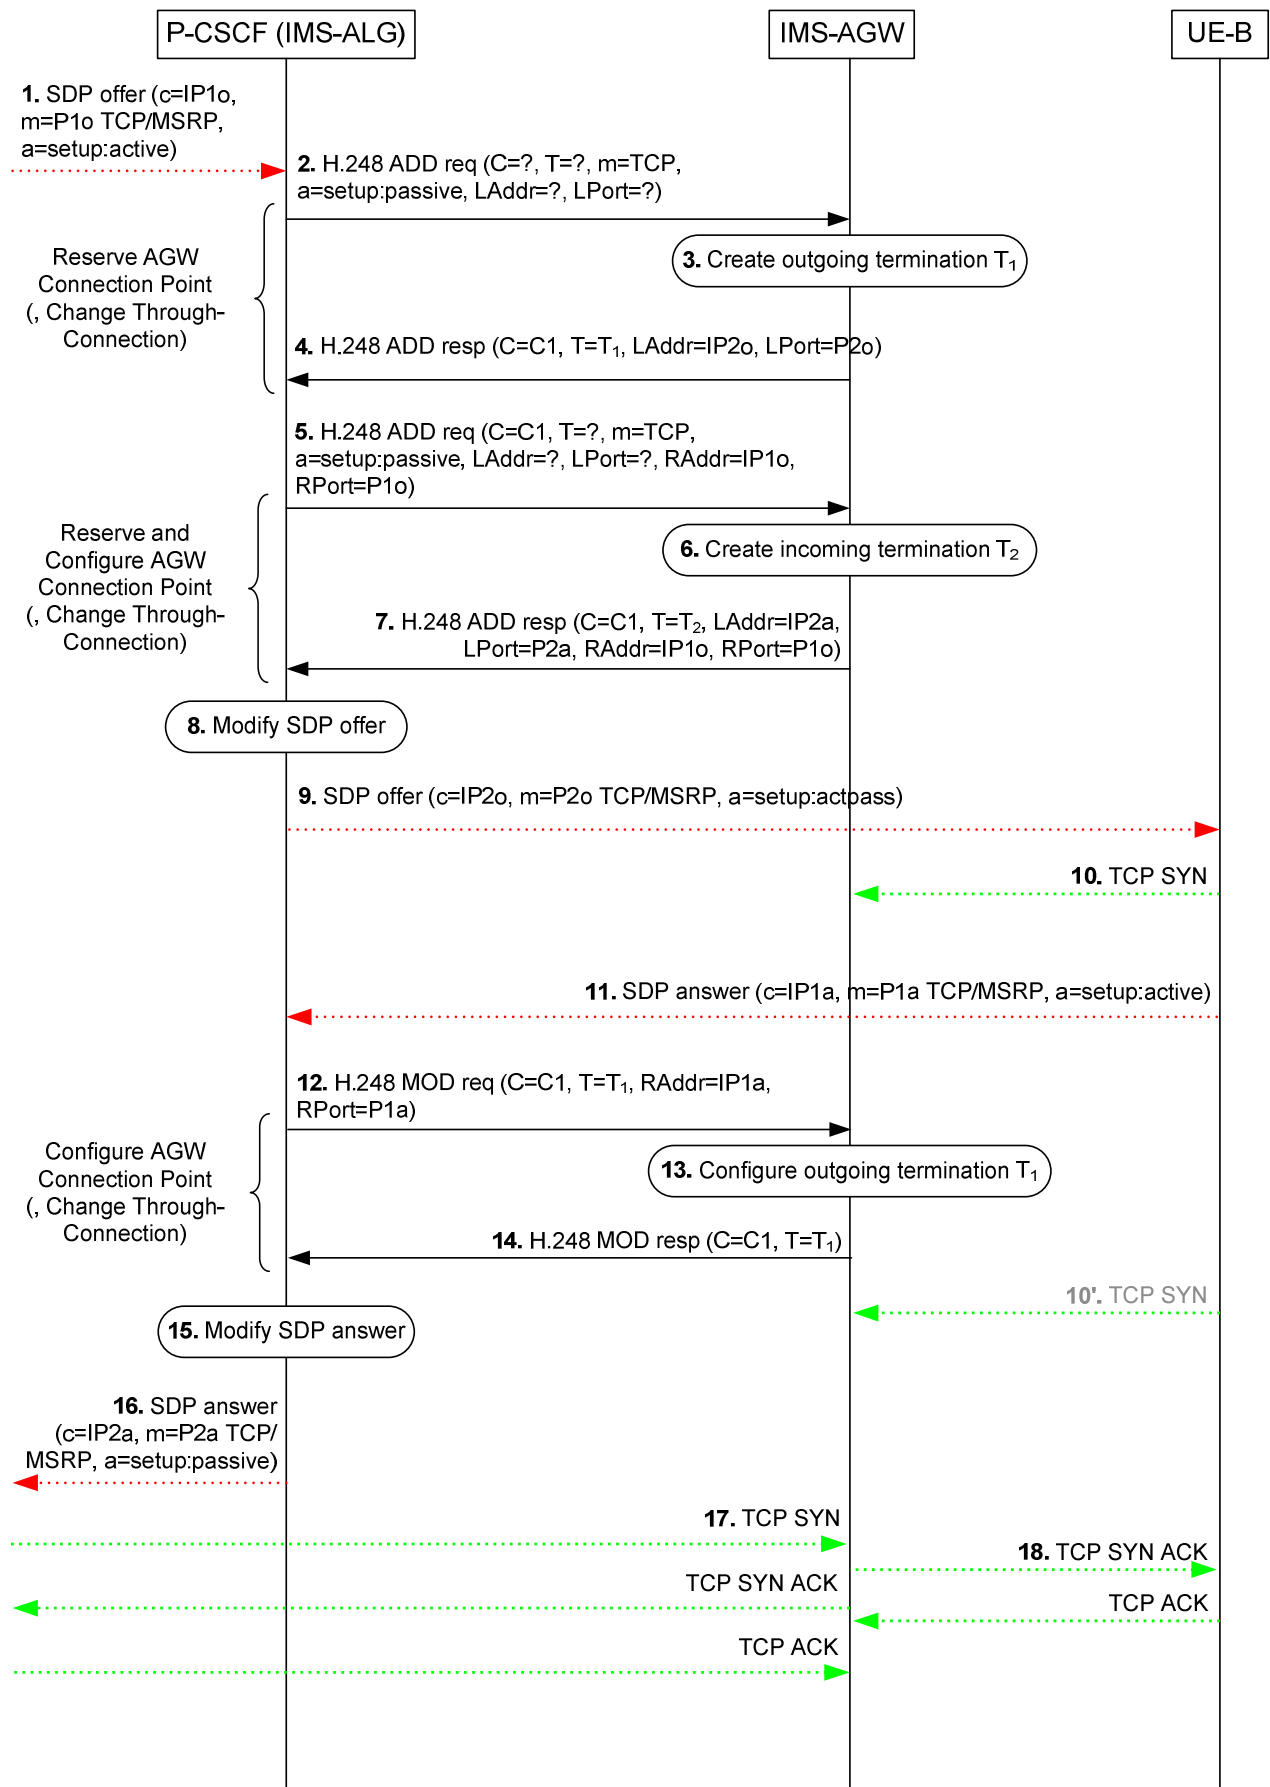 P-CSCF (IMS-ALG)
IMS-AGW
UE-B
1. SDP offer (c=IP1o,
m=P1o TCP/MSRP,
a=setup:active)
2. H.248 ADD req (C=?, T=?, m=TCP,
a=setup:passive, LAddr=?, LPort=?)
Reserve AGW
Connection Point
(, Change Through-
Connection)
3. Create outgoing termination T1
4. H.248 ADD resp (C=C1, T=T1, LAddr=IP2o, LPort=P2o)
5. H.248 ADD req (C=C1, T=?, m=TCP,
a=setup:passive, LAddr=?, LPort=?, RAddr=IP1o,
RPort=P1o)
Reserve and
Configure AGW
Connection Point
(, Change Through-
Connection)
6. Create incoming termination T2
7. H.248 ADD resp (C=C1, T=T2, LAddr=IP2a,
LPort=P2a, RAddr=IP1o, RPort=P1o)
8. Modify SDP offer
9. SDP offer (c=IP2o, m=P2o TCP/MSRP, a=setup:actpass)
10. TCP SYN
11. SDP answer (c=IP1a, m=P1a TCP/MSRP, a=setup:active)
12. H.248 MOD req (C=C1, T=T1, RAddr=IP1a,
RPort=P1a)
Configure AGW
Connection Point
(, Change Through-
Connection)
13. Configure outgoing termination T1
14. H.248 MOD resp (C=C1, T=T1)
10'. TCP SYN
15. Modify SDP answer
16. SDP answer
(c=IP2a, m=P2a TCP/
MSRP, a=setup:passive)
17. TCP SYN
18. TCP SYN ACK
TCP SYN ACK
TCP ACK
TCP ACK